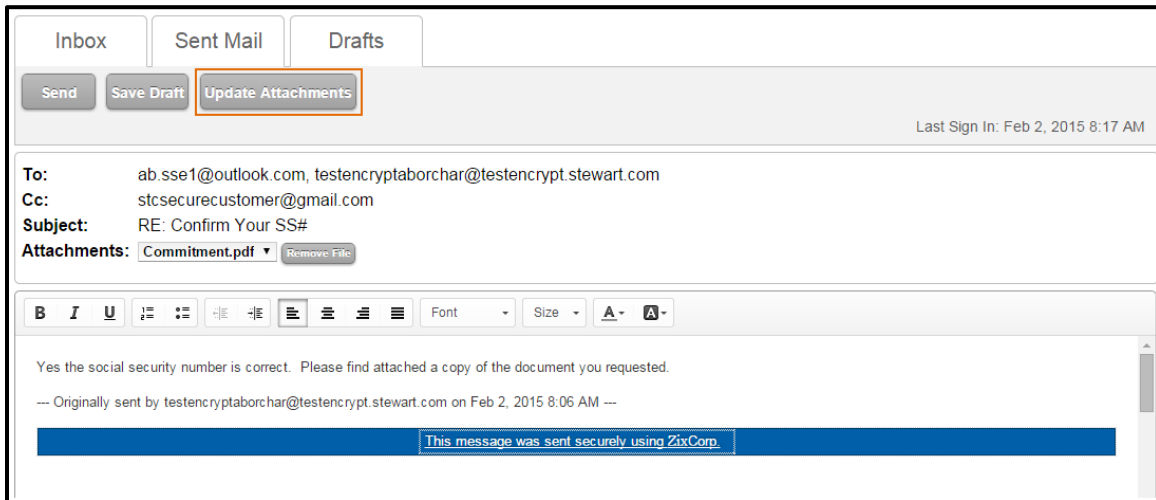 Inbox Sent Mail Drafts
Send Save Draft Update Attachments
Last Sign In: Feb 2, 2015 8:17 AM
To: ab.sse1@outlook.com, testencryptaborchar@testencrypt.stewart.com
Cc: stcsecurecustomer@gmail.com
Subject: RE: Confirm Your SS#
Attachments: Commitment.pdf Remove File
B I U Font Size A A
Yes the social security number is correct. Please find attached a copy of the document you requested.
--- Originally sent by testencryptaborchar@testencrypt.stewart.com on Feb 2, 2015 8:06 AM ---
This message was sent securely using ZixCorp.